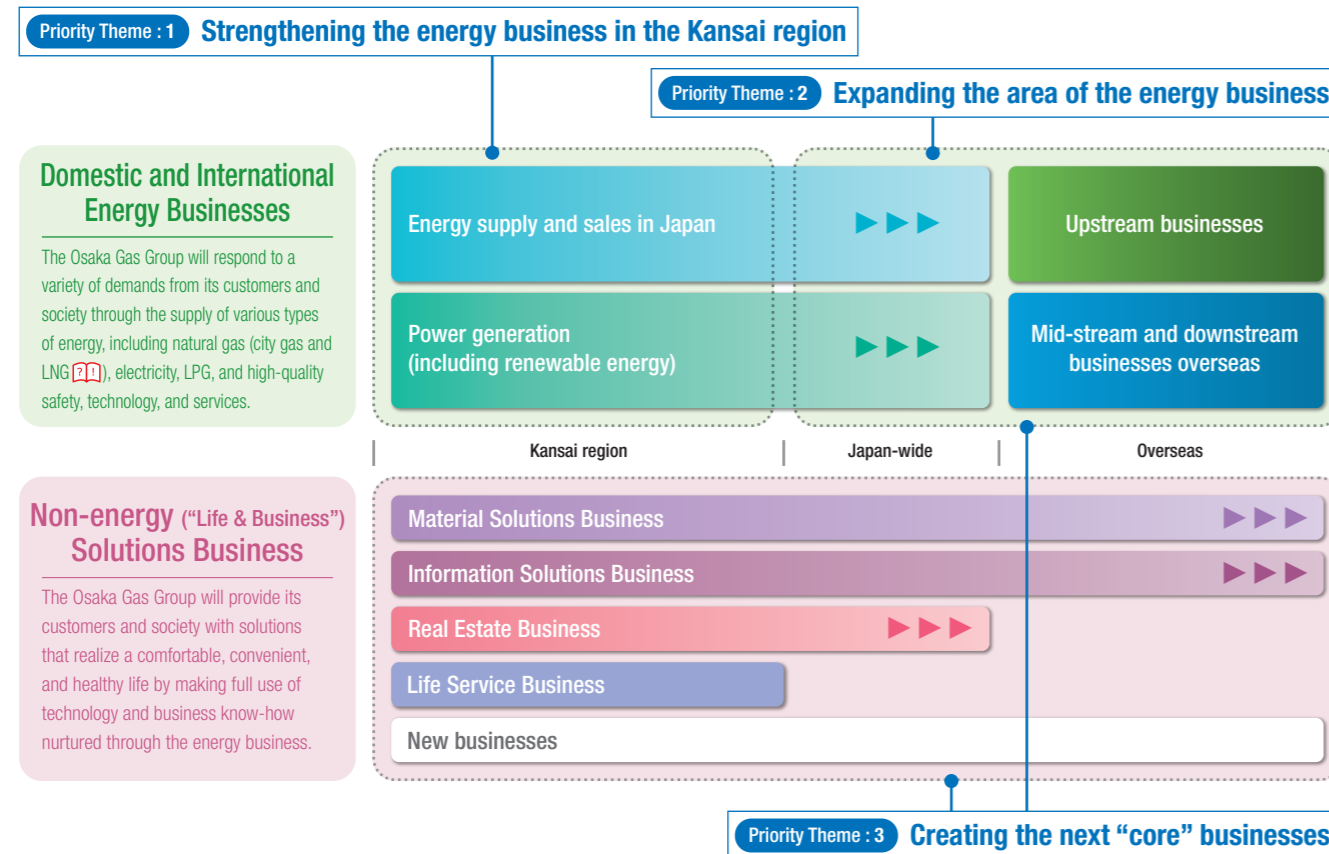 Priority Theme : 1 Strengthening the energy business in the Kansai region
Priority Theme : 2 Expanding the area of the energy business
Domestic and International
Energy Businesses
The Osaka Gas Group will respond to a
variety of demands from its customers and
society through the supply of various types
of energy, including natural gas (city gas and
LNG ? ! ), electricity, LPG, and high-quality
safety, technology, and services.
Energy supply and sales in Japan
Upstream businesses
Power generation
(including renewable energy)
Mid-stream and downstream
businesses overseas
Kansai region
Japan-wide
Overseas
Non-energy (“Life & Business”)
Solutions Business
The Osaka Gas Group will provide its
customers and society with solutions
that realize a comfortable, convenient,
and healthy life by making full use of
technology and business know-how
nurtured through the energy business.
Material Solutions Business
Information Solutions Business
Real Estate Business
Life Service Business
New businesses
Priority Theme : 3 Creating the next “core” businesses